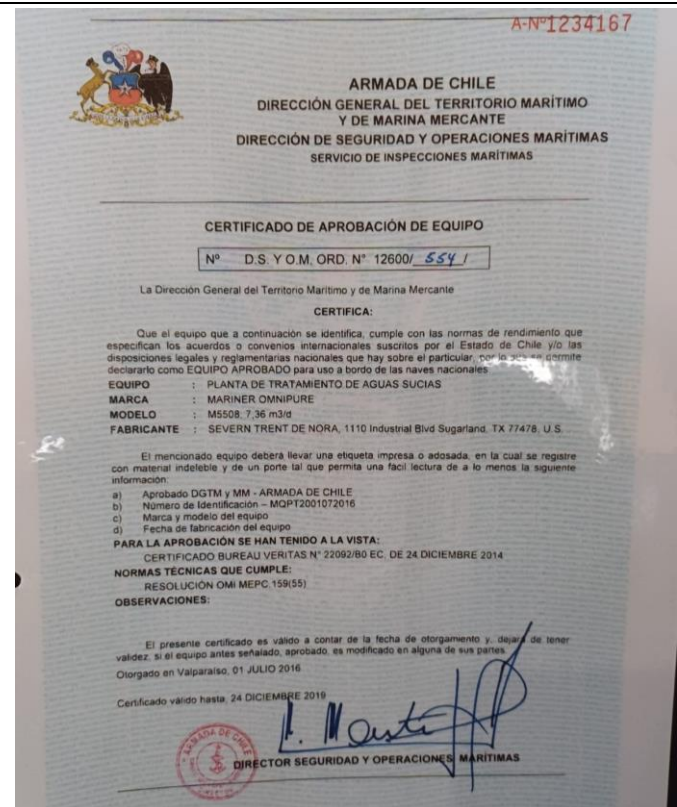 A-Nº1234167
ARMADA DE CHILE
DIRECCIÓN GENERAL DEL TERRITORIO MARÍTIMO
Y DE MARINA MERCANTE
DIRECCIÓN DE SEGURIDAD Y OPERACIONES MARÍTIMAS
SERVICIO DE INSPECCIONES MARÍTIMAS
CERTIFICADO DE APROBACIÓN DE EQUIPO
Nº D.S. Y O.M. ORD. N° 12600/ 554 /
La Dirección General del Territorio Marítimo y de Marina Mercante
CERTIFICA:
Que el equipo que a continuación se identifica, cumple con las normas de rendimiento que
especifican los acuerdos o convenios internacionales suscritos por el Estado de Chile y/o las
disposiciones legales y reglamentarias nacionales que hay sobre el particular, por lo que se permite
declararlo como EQUIPO APROBADO para uso a bordo de las naves nacionales
EQUIPO : PLANTA DE TRATAMIENTO DE AGUAS SUCIAS
MARCA : MARINER OMNIPURE
MODELO : M5508, 7,36 m3/d
FABRICANTE : SEVERN TRENT DE NORA, 1110 Industrial Blvd Sugarland, TX 77478, U.S.
El mencionado equipo deberá llevar una etiqueta impresa o adosada, en la cual se registre
con material indeleble y de un porte tal que permita una fácil lectura de a lo menos la siguiente
información:
a) Aprobado DGTM y MM - ARMADA DE CHILE
b) Número de Identificación – MQPT2001072016
c) Marca y modelo del equipo
d) Fecha de fabricación del equipo
PARA LA APROBACIÓN SE HAN TENIDO A LA VISTA:
CERTIFICADO BUREAU VERITAS N° 22092/B0 EC, DE 24 DICIEMBRE 2014
NORMAS TÉCNICAS QUE CUMPLE:
RESOLUCIÓN OMI MEPC.159(55)
OBSERVACIONES:
El presente certificado es válido a contar de la fecha de otorgamiento y, dejará de tener
validez, si el equipo antes señalado, aprobado, es modificado en alguna de sus partes
Otorgado en Valparaíso, 01 JULIO 2016
Certificado válido hasta, 24 DICIEMBRE 2019
ARMADA DE CHILE
DIRECTOR SEGURIDAD Y OPERACIONES MARÍTIMAS